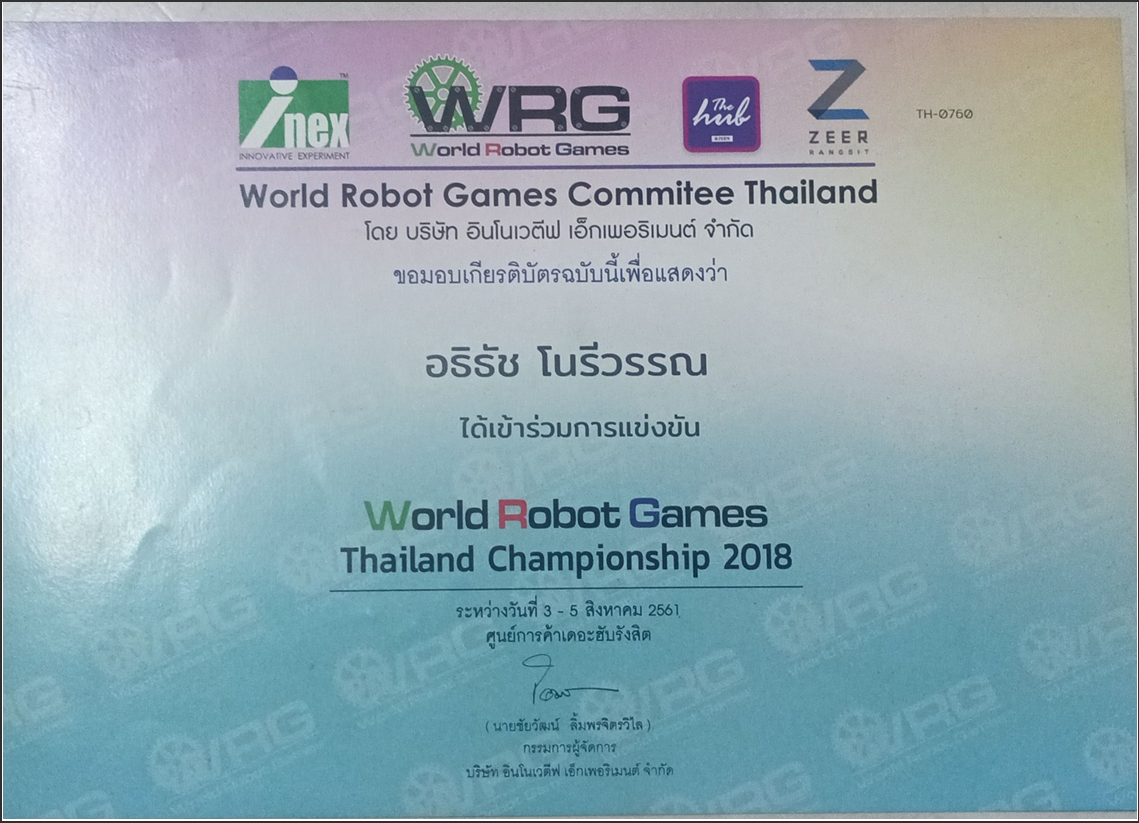 inex TM
INNOVATIVE EXPERIMENT
WRG
World Robot Games
The hub
ZEER
RANGSIT
TH-0760
World Robot Games Commitee Thailand
โดย บริษัท อินโนเวตีฟ เอ็กเพอริเมนต์ จำกัด
ขอมอบเกียรติบัตรฉบับนี้เพื่อแสดงว่า
อธิธัช โนรีวรรณ
ได้เข้าร่วมการแข่งขัน
World Robot Games
Thailand Championship 2018
ระหว่างวันที่ 3 - 5 สิงหาคม 2561
ศูนย์การค้าเดอะฮับรังสิต
( นายชัยวัฒน์ ลิ้มพรจิตรวิไล )
กรรมการผู้จัดการ
บริษัท อินโนเวตีฟ เอ็กเพอริเมนต์ จำกัด